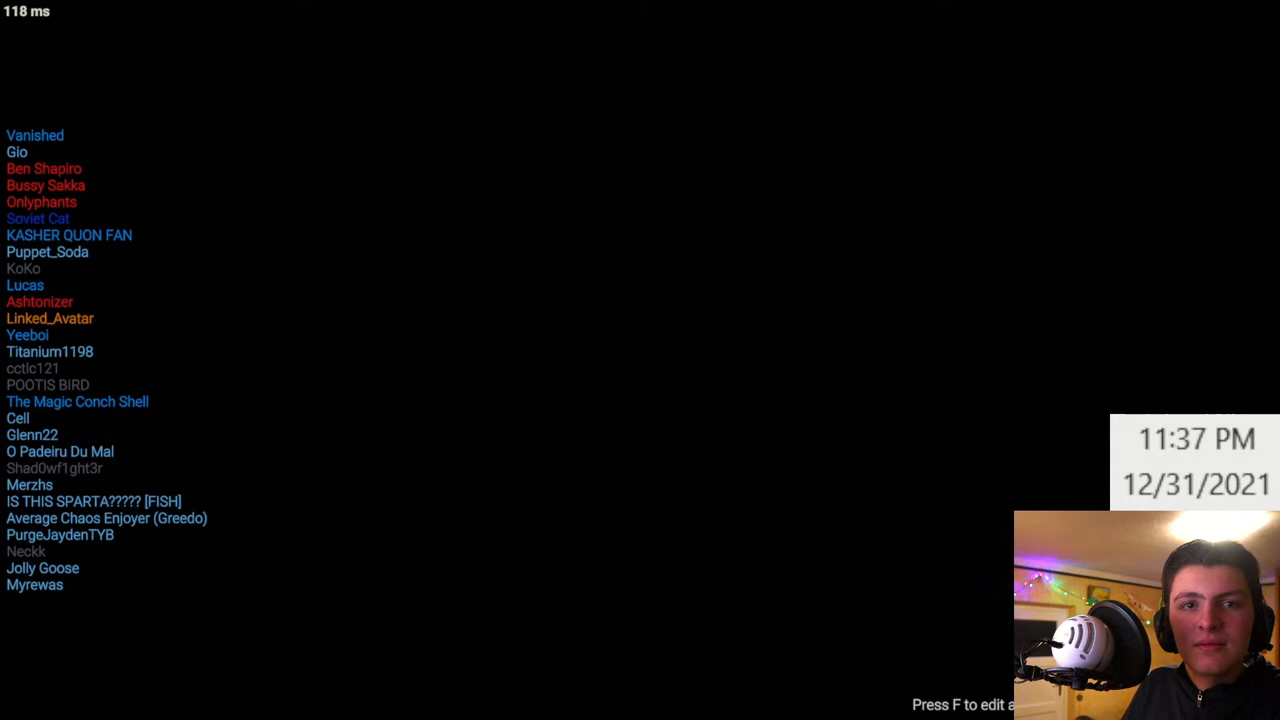 118 ms
Vanished
Gio
Ben Shapiro
Bussy Sakka
Onlyphants
Soviet Cat
KASHER QUON FAN
Puppet_Soda
KoKo
Lucas
Ashtonizer
Linked_Avatar
Yeeboi
Titanium1198
cctlc121
POOTIS BIRD
The Magic Conch Shell
Cell
Glenn22
O Padeiru Du Mal
Shad0wf1ght3r
Merzhs
IS THIS SPARTA????? [FISH]
Average Chaos Enjoyer (Greedo)
PurgeJaydenTYB
Neckk
Jolly Goose
Myrewas
11:37 PM
12/31/2021
Press F to edit a